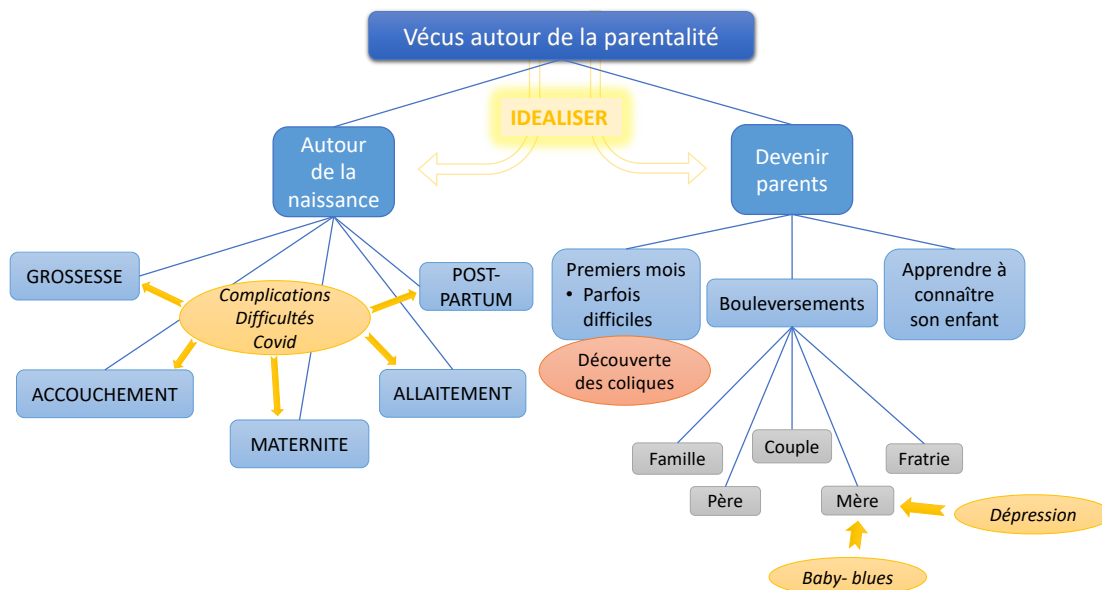 Vécus autour de la parentalité
IDEALISER
Autour
de la
naissance
Devenir
parents
GROSSESSE
Complications
Difficultés
Covid
POST-
PARTUM
ACCOUCHEMENT
MATERNITE
ALLAITEMENT
Premiers mois
• Parfois
difficiles
Découverte
des coliques
Bouleversements
Apprendre à
connaître
son enfant
Famille
Couple
Fratrie
Père
Mère
Dépression
Baby- blues